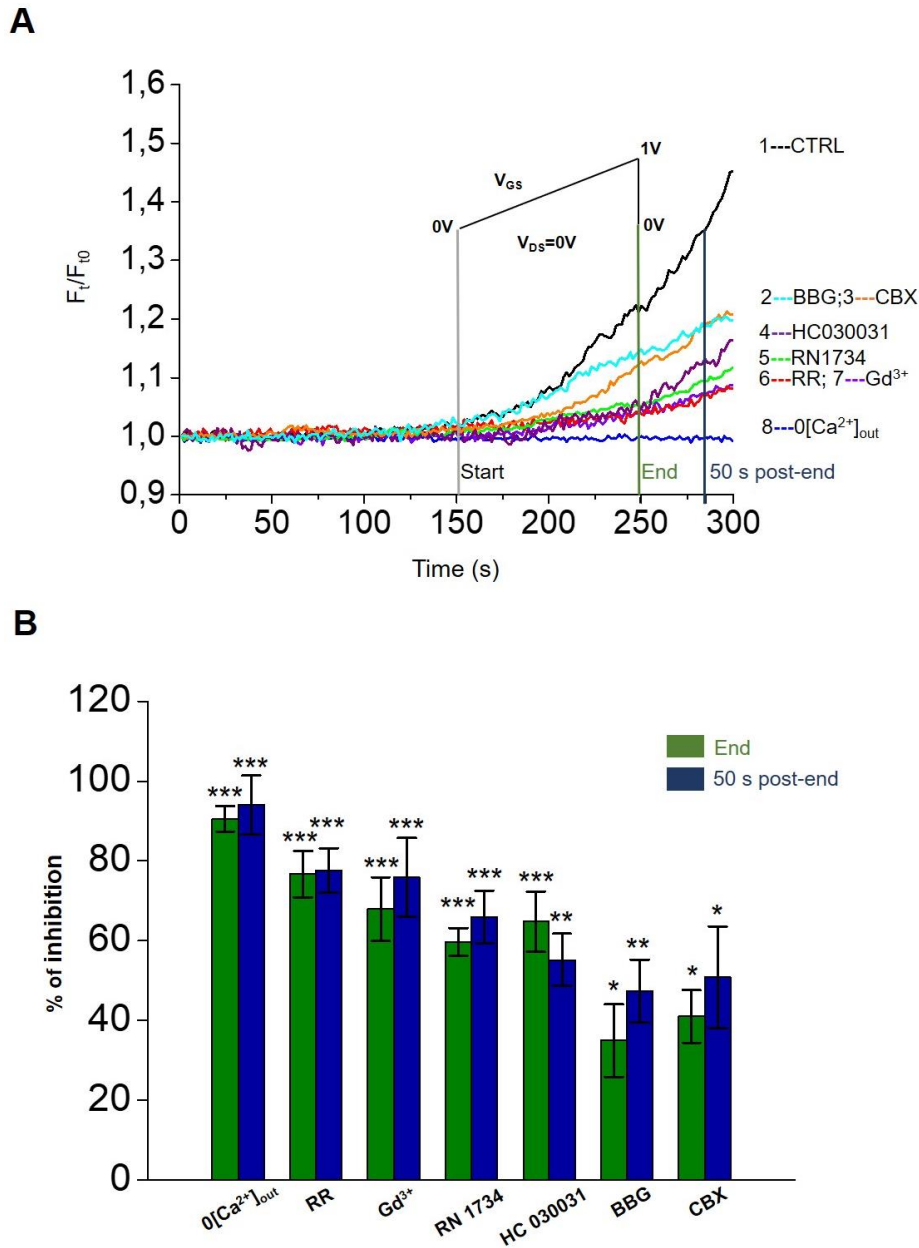 A
1,6
1,5
1,4
1,3
1,2
1,1
1,0
0,9
Ft/Ft0
0 50 100 150 200 250 300
Time (s)
0V
VGS
1V
0V
VDS=0V
Start
End
50 s post-end
1---CTRL
2---BBG;3---CBX
4---HC030031
5---RN1734
6---RR; 7---Gd³⁺
8---0[Ca²⁺]out
B
120
100
80
60
40
20
0
% of inhibition
End
50 s post-end
*** ***
*** ***
*** ***
*** ***
*** **
* **
* *
0[Ca²⁺]out
RR
Gd³⁺
RN 1734
HC 030031
BBG
CBX